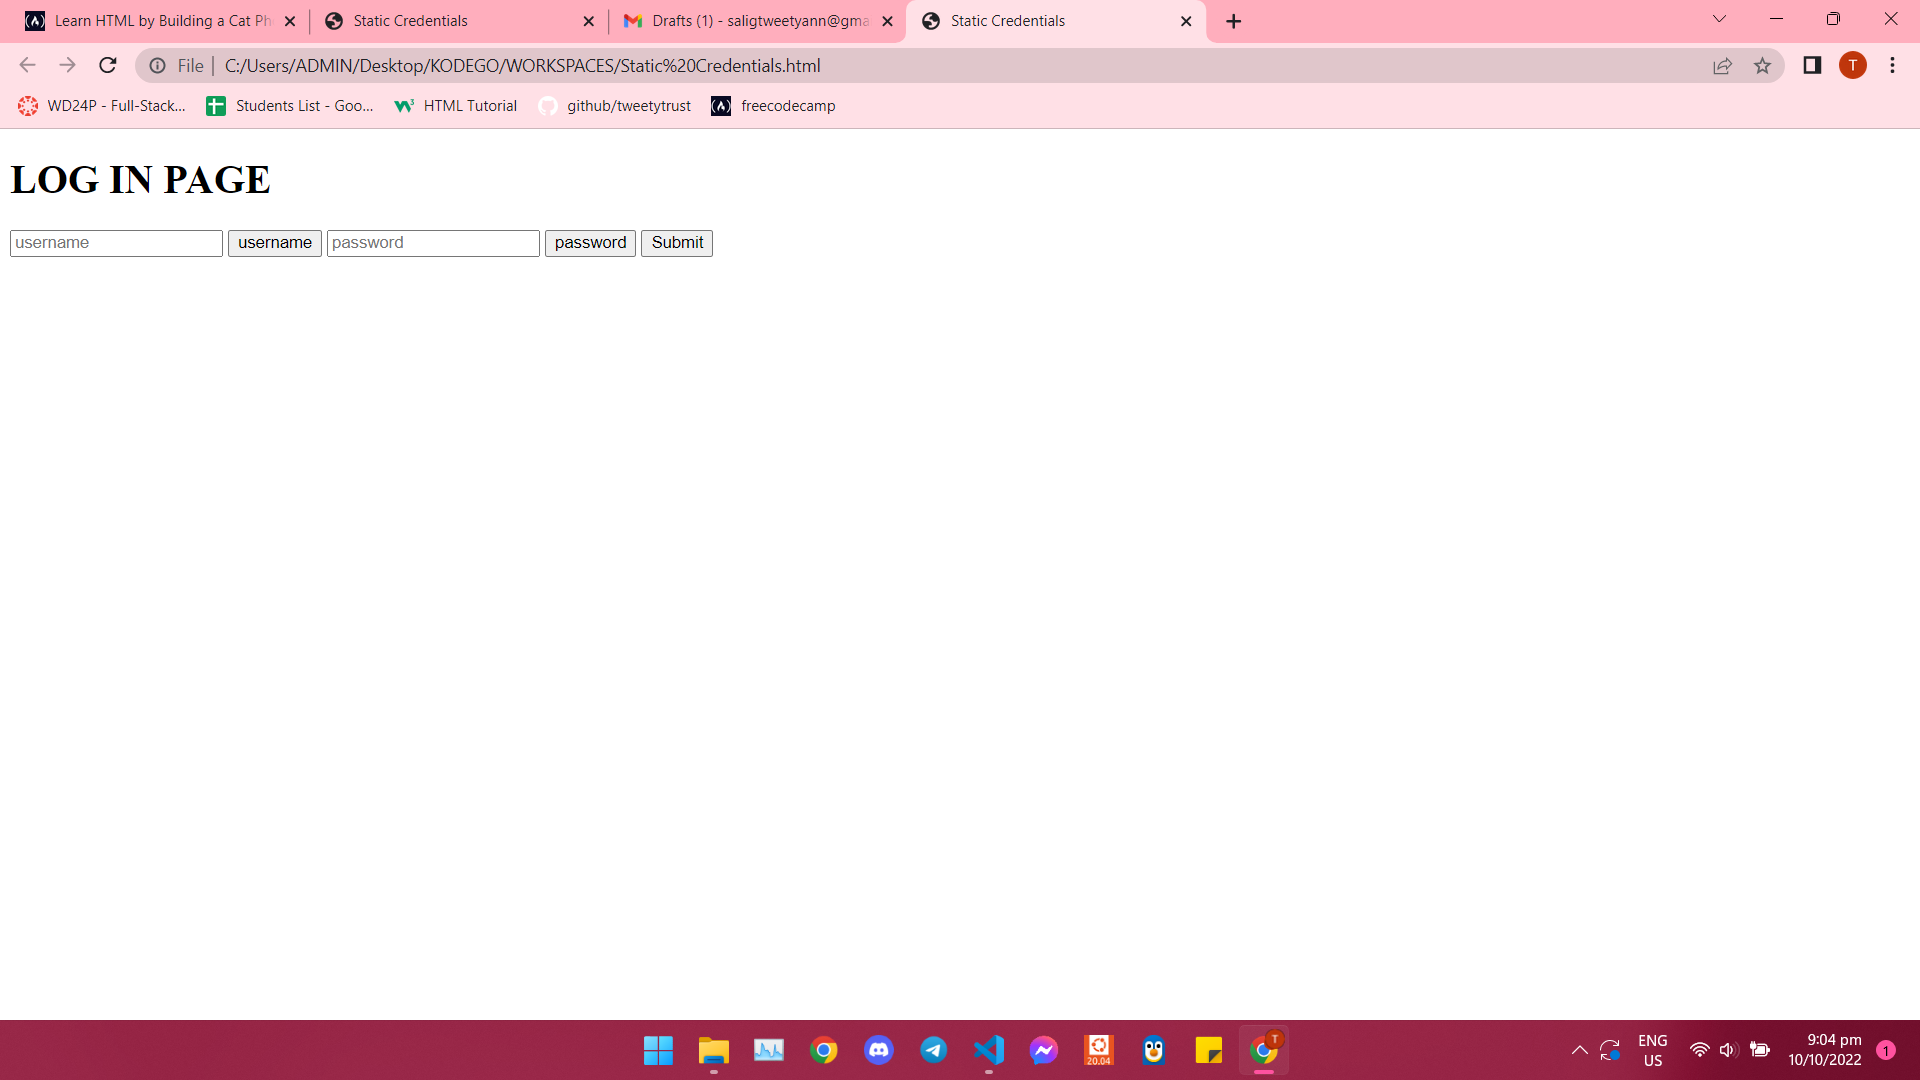 Learn HTML by Building a Cat Ph
Static Credentials
Drafts (1) - saligtweetyann@gma
Static Credentials
File | C:/Users/ADMIN/Desktop/KODEGO/WORKSPACES/Static%20Credentials.html
T
WD24P - Full-Stack...
Students List - Goo...
HTML Tutorial
github/tweetytrust
freecodecamp
LOG IN PAGE
username username password password Submit
20.04
T
ENG
US
9:04 pm
10/10/2022
1